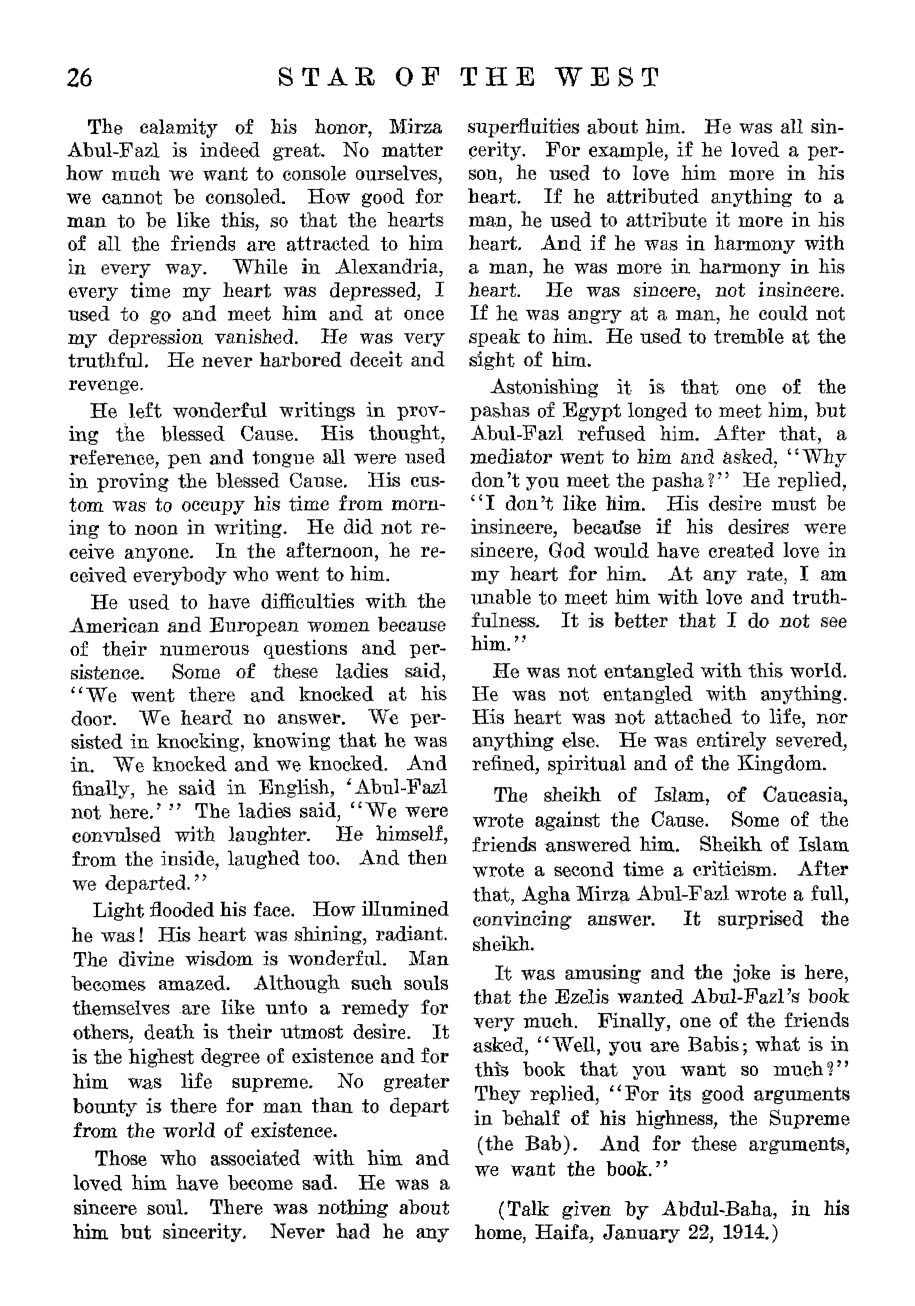 26
STAR OF THE WEST
The calamity of his honor, Mirza
Abul-Fazl is indeed great. No matter
how much we want to console ourselves,
we cannot be consoled. How good for
man to be like this, so that the hearts
of all the friends are attracted to him
in every way. While in Alexandria,
every time my heart was depressed, I
used to go and meet him and at once
my depression vanished. He was very
truthful. He never harbored deceit and
revenge.
He left wonderful writings in prov-
ing the blessed Cause. His thought,
reference, pen and tongue all were used
in proving the blessed Cause. His cus-
tom was to occupy his time from morn-
ing to noon in writing. He did not re-
ceive anyone. In the afternoon, he re-
ceived everybody who went to him.
He used to have difficulties with the
American and European women because
of their numerous questions and per-
sistence. Some of these ladies said,
"We went there and knocked at his
door. We heard no answer. We per-
sisted in knocking, knowing that he was
in. We knocked and we knocked. And
finally, he said in English, 'Abul-Fazl
not here.' " The ladies said, "We were
convulsed with laughter. He himself,
from the inside, laughed too. And then
we departed."
Light flooded his face. How illumined
he was! His heart was shining, radiant.
The divine wisdom is wonderful. Man
becomes amazed. Although such souls
themselves are like unto a remedy for
others, death is their utmost desire. It
is the highest degree of existence and for
him was life supreme. No greater
bounty is there for man than to depart
from the world of existence.
Those who associated with him and
loved him have become sad. He was a
sincere soul. There was nothing about
him but sincerity. Never had he any
superfluities about him. He was all sin-
cerity. For example, if he loved a per-
son, he used to love him more in his
heart. If he attributed anything to a
man, he used to attribute it more in his
heart. And if he was in harmony with
a man, he was more in harmony in his
heart. He was sincere, not insincere.
If he was angry at a man, he could not
speak to him. He used to tremble at the
sight of him.
Astonishing it is that one of the
pashas of Egypt longed to meet him, but
Abul-Fazl refused him. After that, a
mediator went to him and asked, "Why
don't you meet the pasha?" He replied,
"I don't like him. His desire must be
insincere, because if his desires were
sincere, God would have created love in
my heart for him. At any rate, I am
unable to meet him with love and truth-
fulness. It is better that I do not see
him."
He was not entangled with this world.
He was not entangled with anything.
His heart was not attached to life, nor
anything else. He was entirely severed,
refined, spiritual and of the Kingdom.
The sheikh of Islam, of Caucasia,
wrote against the Cause. Some of the
friends answered him. Sheikh of Islam
wrote a second time a criticism. After
that, Agha Mirza Abul-Fazl wrote a full,
convincing answer. It surprised the
sheikh.
It was amusing and the joke is here,
that the Ezelis wanted Abul-Fazl's book
very much. Finally, one of the friends
asked, "Well, you are Babis; what is in
this book that you want so much?"
They replied, "For its good arguments
in behalf of his highness, the Supreme
(the Bab). And for these arguments,
we want the book."
(Talk given by Abdul-Baha, in his
home, Haifa, January 22, 1914.)